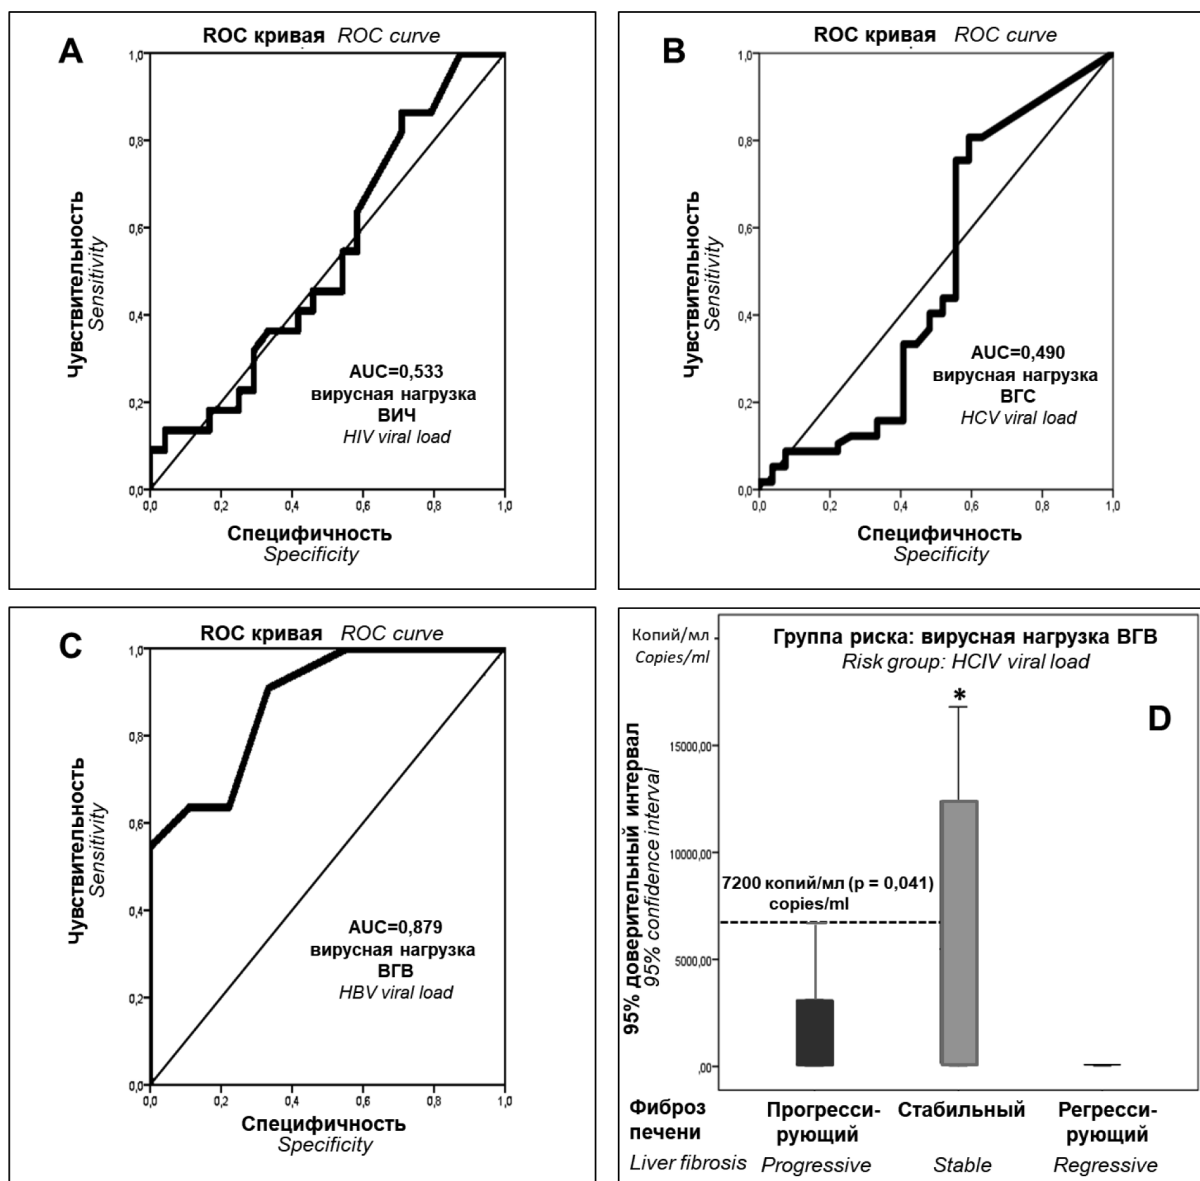 A
ROC кривая ROC curve
1,0
0,8
0,6
0,4
0,2
0,0
Чувствительность
Sensitivity
AUC=0,533
вирусная нагрузка
ВИЧ
HIV viral load
0,0 0,2 0,4 0,6 0,8 1,0
Специфичность
Specificity
B
ROC кривая ROC curve
1,0
0,8
0,6
0,4
0,2
0,0
Чувствительность
Sensitivity
AUC=0,490
вирусная нагрузка
ВГС
HCV viral load
0,0 0,2 0,4 0,6 0,8 1,0
Специфичность
Specificity
C
ROC кривая ROC curve
1,0
0,8
0,6
0,4
0,2
0,0
Чувствительность
Sensitivity
AUC=0,879
вирусная нагрузка
ВГВ
HBV viral load
0,0 0,2 0,4 0,6 0,8 1,0
Специфичность
Specificity
Копий/мл
Copies/ml
Группа риска: вирусная нагрузка ВГВ
Risk group: HCIV viral load
D
*
95% доверительный интервал
95% confidence interval
15000,00
10000,00
5000,00
,00
7200 копий/мл (p = 0,041)
copies/ml
Фиброз
печени
Liver fibrosis
Прогресси-
рующий
Progressive
Стабильный
Stable
Регресси-
рующий
Regressive